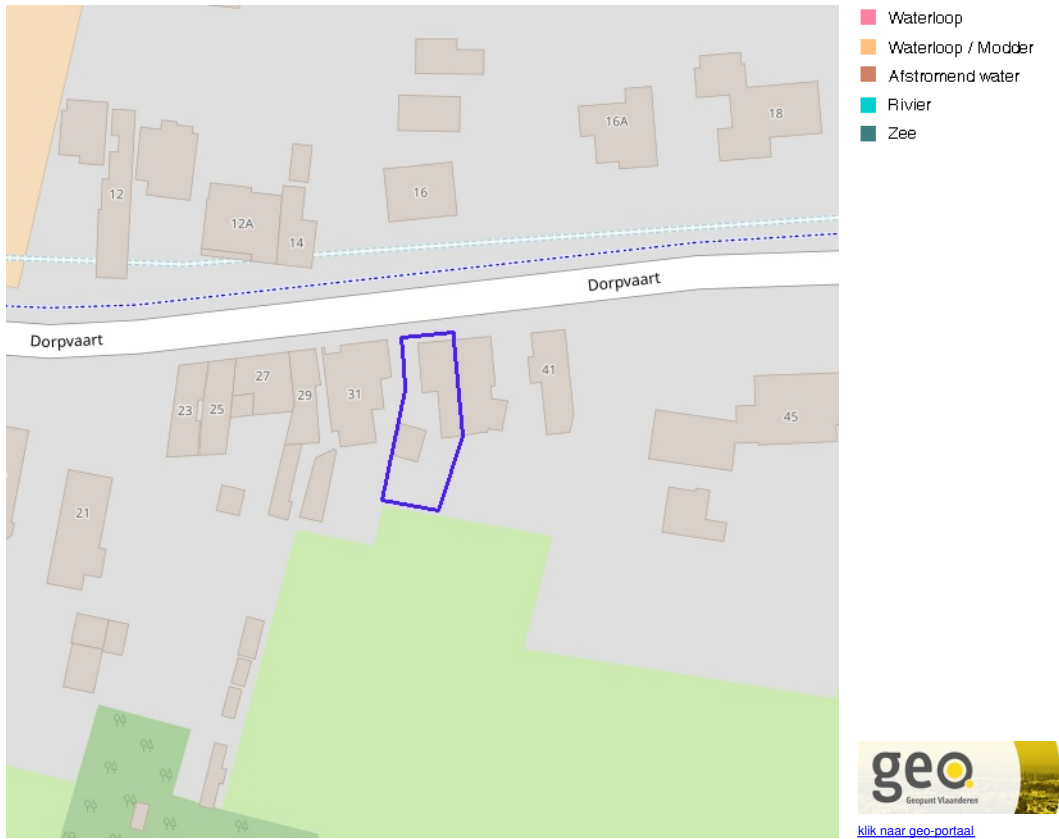 Waterloop
Waterloop / Modder
Afstromend water
Rivier
Zee
18
16A
12
16
12A
14
Dorpvaart
Dorpvaart
27
41
31
29
23
25
45
21
geo
Geopunt Vlaanderen
klik naar geo-portaal